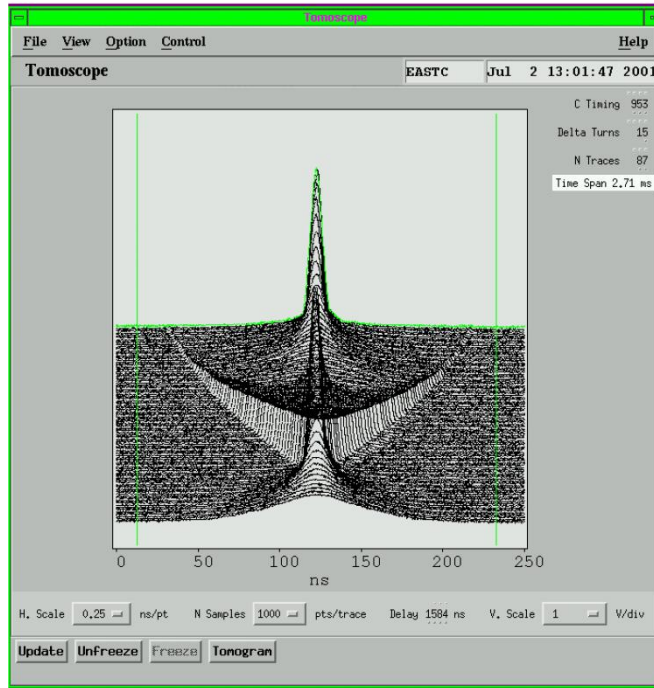 Tomoscope
File View Option Control Help
Tomoscope EASTC Jul 2 13:01:47 2001
C Timing 953
Delta Turns 15
N Traces 87
Time Span 2.71 ms
0 50 100 150 200 250
ns
H. Scale 0.25 ns/pt N Samples 1000 pts/trace Delay 1584 ns V. Scale 1 V/div
Update Unfreeze Freeze Tomogram